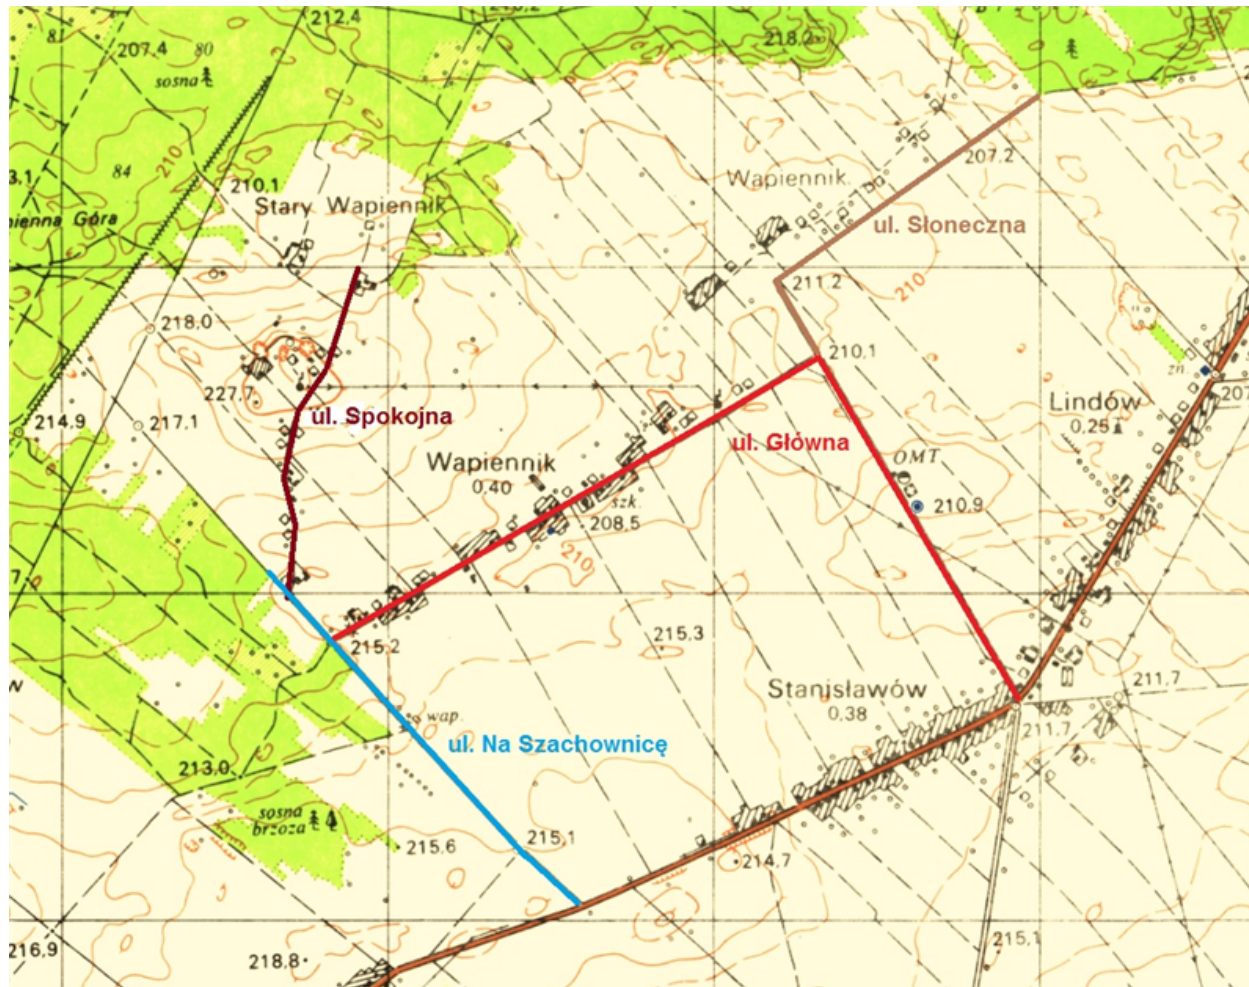 212,4
218,2
81
207,4
80
sosna
3,1
84
210
210,1
207,2
Wapiennik
Stary Wapiennik
ul. Słoneczna
ienna Góra
211,2
210
218,0
210,1
zn.
227,7
207
Lindów
0,25
214,9
217,1
ul. Spokojna
ul. Główna
OMT
Wapiennik
0,40
szk.
208,5
210,9
210
215,2
215,3
211,7
Stanisławów
0,38
wap.
211,7
ul. Na Szachownicę
213,0
sosna
brzoza
215,6
215,1
214,7
216,9
218,8
215,1